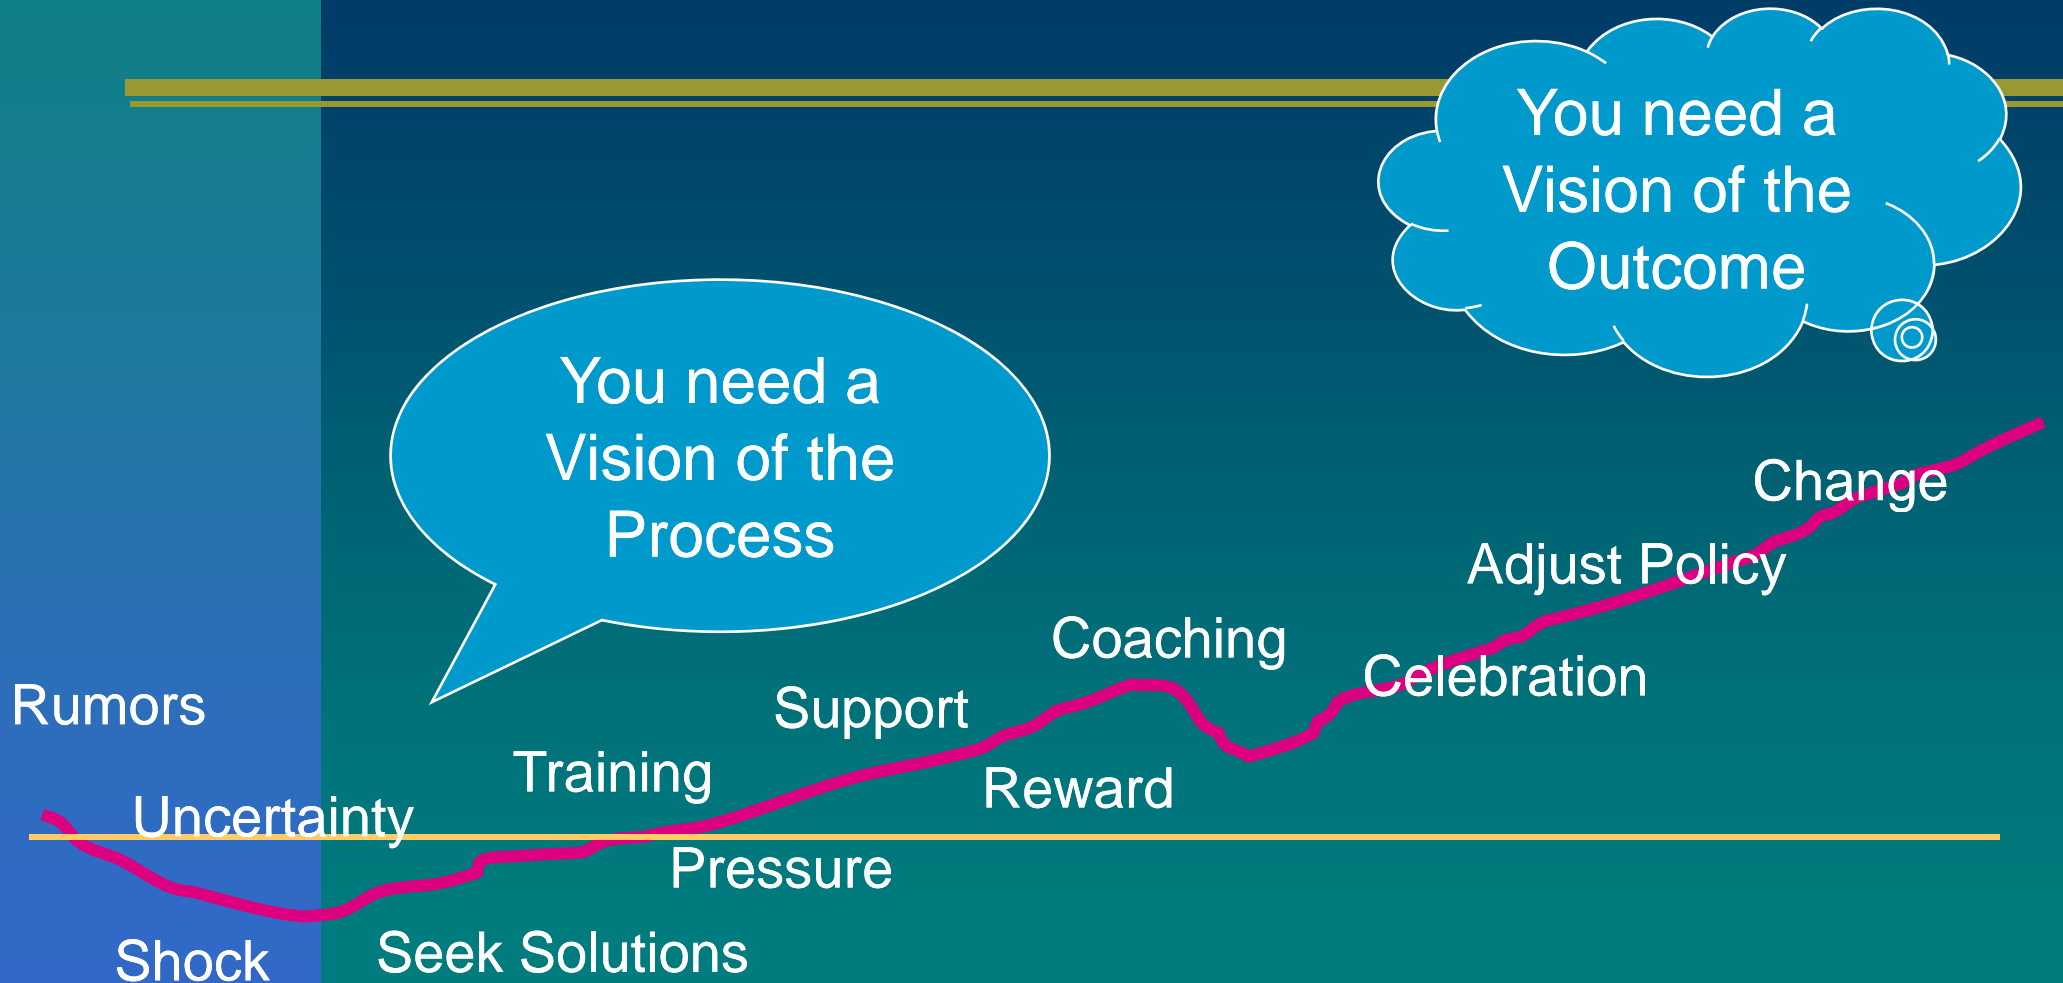 You need a
Vision of the
Outcome
You need a
Vision of the
Process
Change
Adjust Policy
Coaching
Celebration
Rumors
Support
Training
Reward
Uncertainty
Pressure
Shock
Seek Solutions